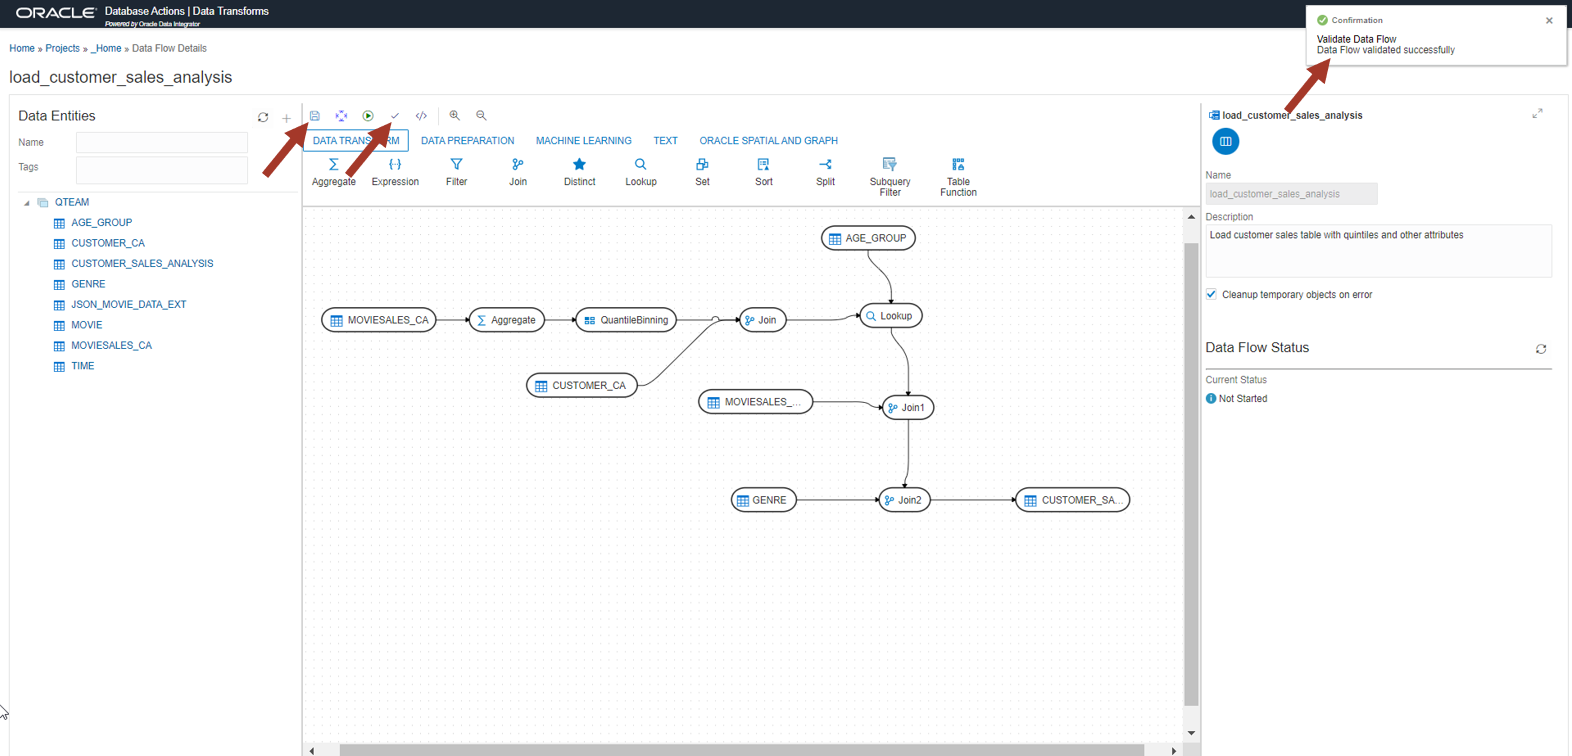 ORACLE Database Actions | Data Transforms
Powered by Oracle Data Integrator
Confirmation
Validate Data Flow
Data Flow validated successfully
Home » Projects » _Home » Data Flow Details
load_customer_sales_analysis
Data Entities
Name
Tags
QTEAM
AGE_GROUP
CUSTOMER_CA
CUSTOMER_SALES_ANALYSIS
GENRE
JSON_MOVIE_DATA_EXT
MOVIE
MOVIESALES_CA
TIME
DATA TRANSFORM DATA PREPARATION MACHINE LEARNING TEXT ORACLE SPATIAL AND GRAPH
Aggregate Expression Filter Join Distinct Lookup Set Sort Split Subquery Filter Table Function
AGE_GROUP
MOVIESALES_CA Aggregate QuantileBinning Join Lookup
CUSTOMER_CA
MOVIESALES_... Join1
GENRE Join2 CUSTOMER_SA...
load_customer_sales_analysis
Name
load_customer_sales_analysis
Description
Load customer sales table with quintiles and other attributes
Cleanup temporary objects on error
Data Flow Status
Current Status
Not Started